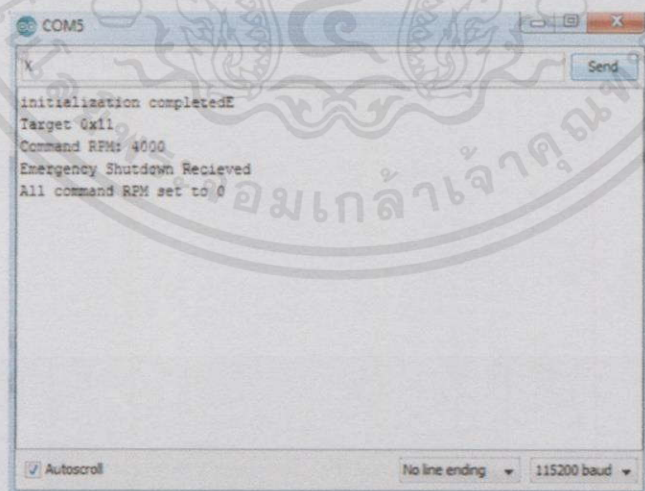 COM5
X
Send
initialization completedE
Target 0x11
Command RPM: 4000
Emergency Shutdown Recieved
All command RPM set to 0
Autoscroll
No line ending
115200 baud